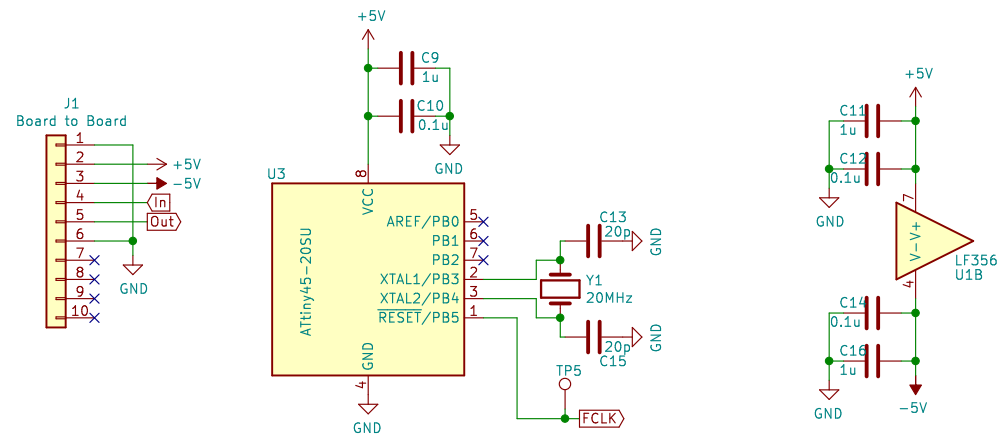 J1
Board to Board
1
2
3
4
5
6
7
8
9
10
+5V
-5V
In
Out
GND
+5V
C9
1u
C10
0.1u
GND
U3
8
VCC
ATtiny45-20SU
AREF/PB0
5
PB1
6
PB2
7
XTAL1/PB3
2
XTAL2/PB4
3
RESET/PB5
1
GND
4
GND
C13
20p
GND
Y1
20MHz
20p
C15
GND
TP5
FCLK
+5V
C11
1u
C12
0.1u
GND
7
V+
V-
LF356
U1B
4
C14
0.1u
C16
1u
GND
-5V